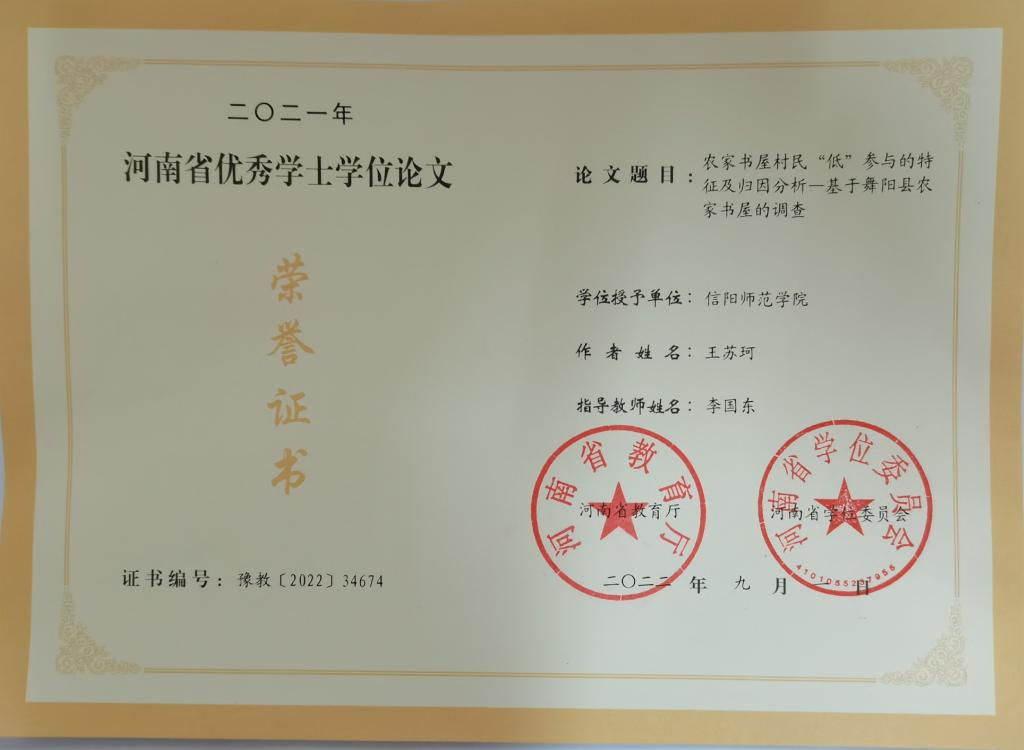 二〇二一年
河南省优秀学士学位论文
荣誉证书
证书编号：豫教〔2022〕34674
论文题目：农家书屋村民“低”参与的特
征及归因分析—基于舞阳县农
家书屋的调查
学位授予单位：信阳师范学院
作者姓名：王苏珂
指导教师姓名：李国东
河南省教育厅
河南省教育厅
河南省学位委员会
河南省学位委员会
二〇二二年九月一日